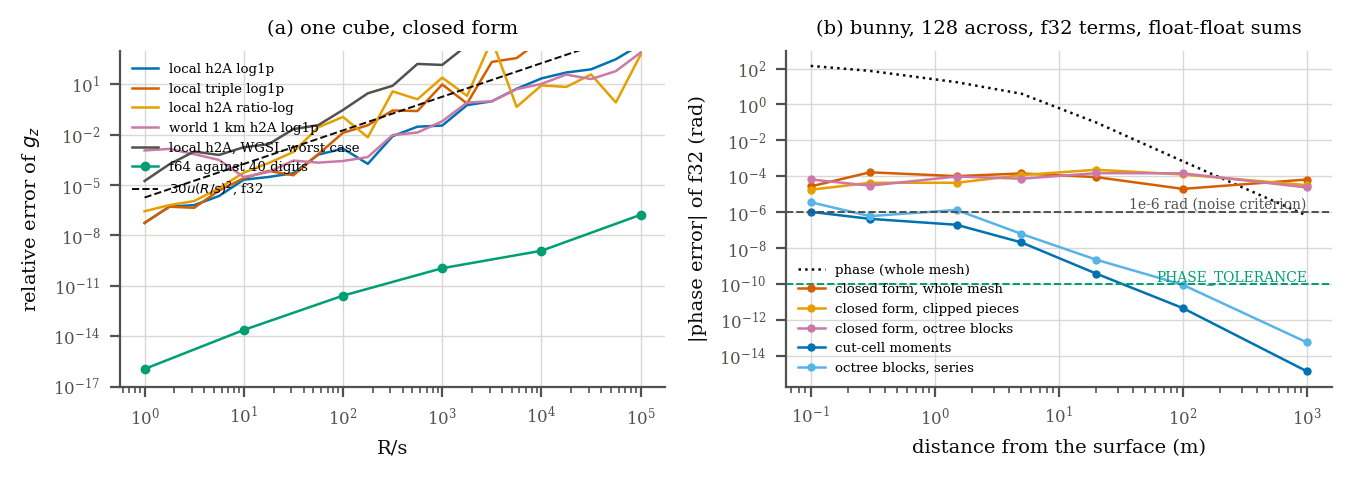 (a) one cube, closed form
relative error of g_z
10^1
10^-2
10^-5
10^-8
10^-11
10^-14
10^-17
local h2A log1p
local triple log1p
local h2A ratio-log
world 1 km h2A log1p
local h2A, WGSL worst case
f64 against 40 digits
30u(R/s)^2, f32
10^0
10^1
10^2
10^3
10^4
10^5
R/s
(b) bunny, 128 across, f32 terms, float-float sums
|phase error| of f32 (rad)
10^2
10^0
10^-2
10^-4
10^-6
10^-8
10^-10
10^-12
10^-14
1e-6 rad (noise criterion)
PHASE_TOLERANCE
phase (whole mesh)
closed form, whole mesh
closed form, clipped pieces
closed form, octree blocks
cut-cell moments
octree blocks, series
10^-1
10^0
10^1
10^2
10^3
distance from the surface (m)